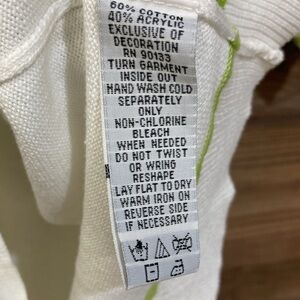 60% COTTON
40% ACRYLIC
EXCLUSIVE OF
DECORATION
RN 90133
TURN GARMENT
INSIDE OUT
HAND WASH COLD
SEPARATELY
ONLY
NON-CHLORINE
BLEACH
WHEN NEEDED
DO NOT TWIST
OR WRING
RESHAPE
LAY FLAT TO DRY
WARM IRON ON
REVERSE SIDE
IF NECESSARY